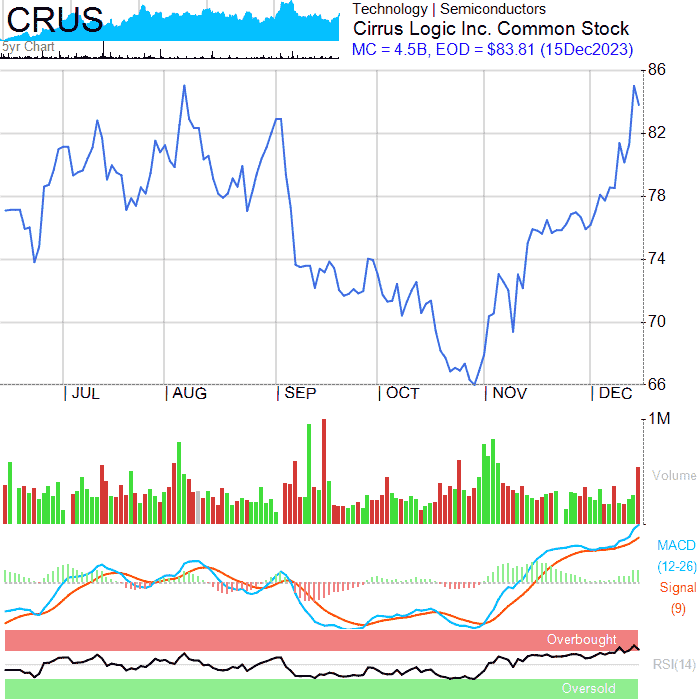 CRUS
5yr Chart
Technology | Semiconductors
Cirrus Logic Inc. Common Stock
MC = 4.5B, EOD = $83.81 (15Dec2023)
86
82
78
74
70
66
JUL AUG SEP OCT NOV DEC
1M
Volume
MACD
(12-26)
Signal
(9)
Overbought
RSI(14)
Oversold